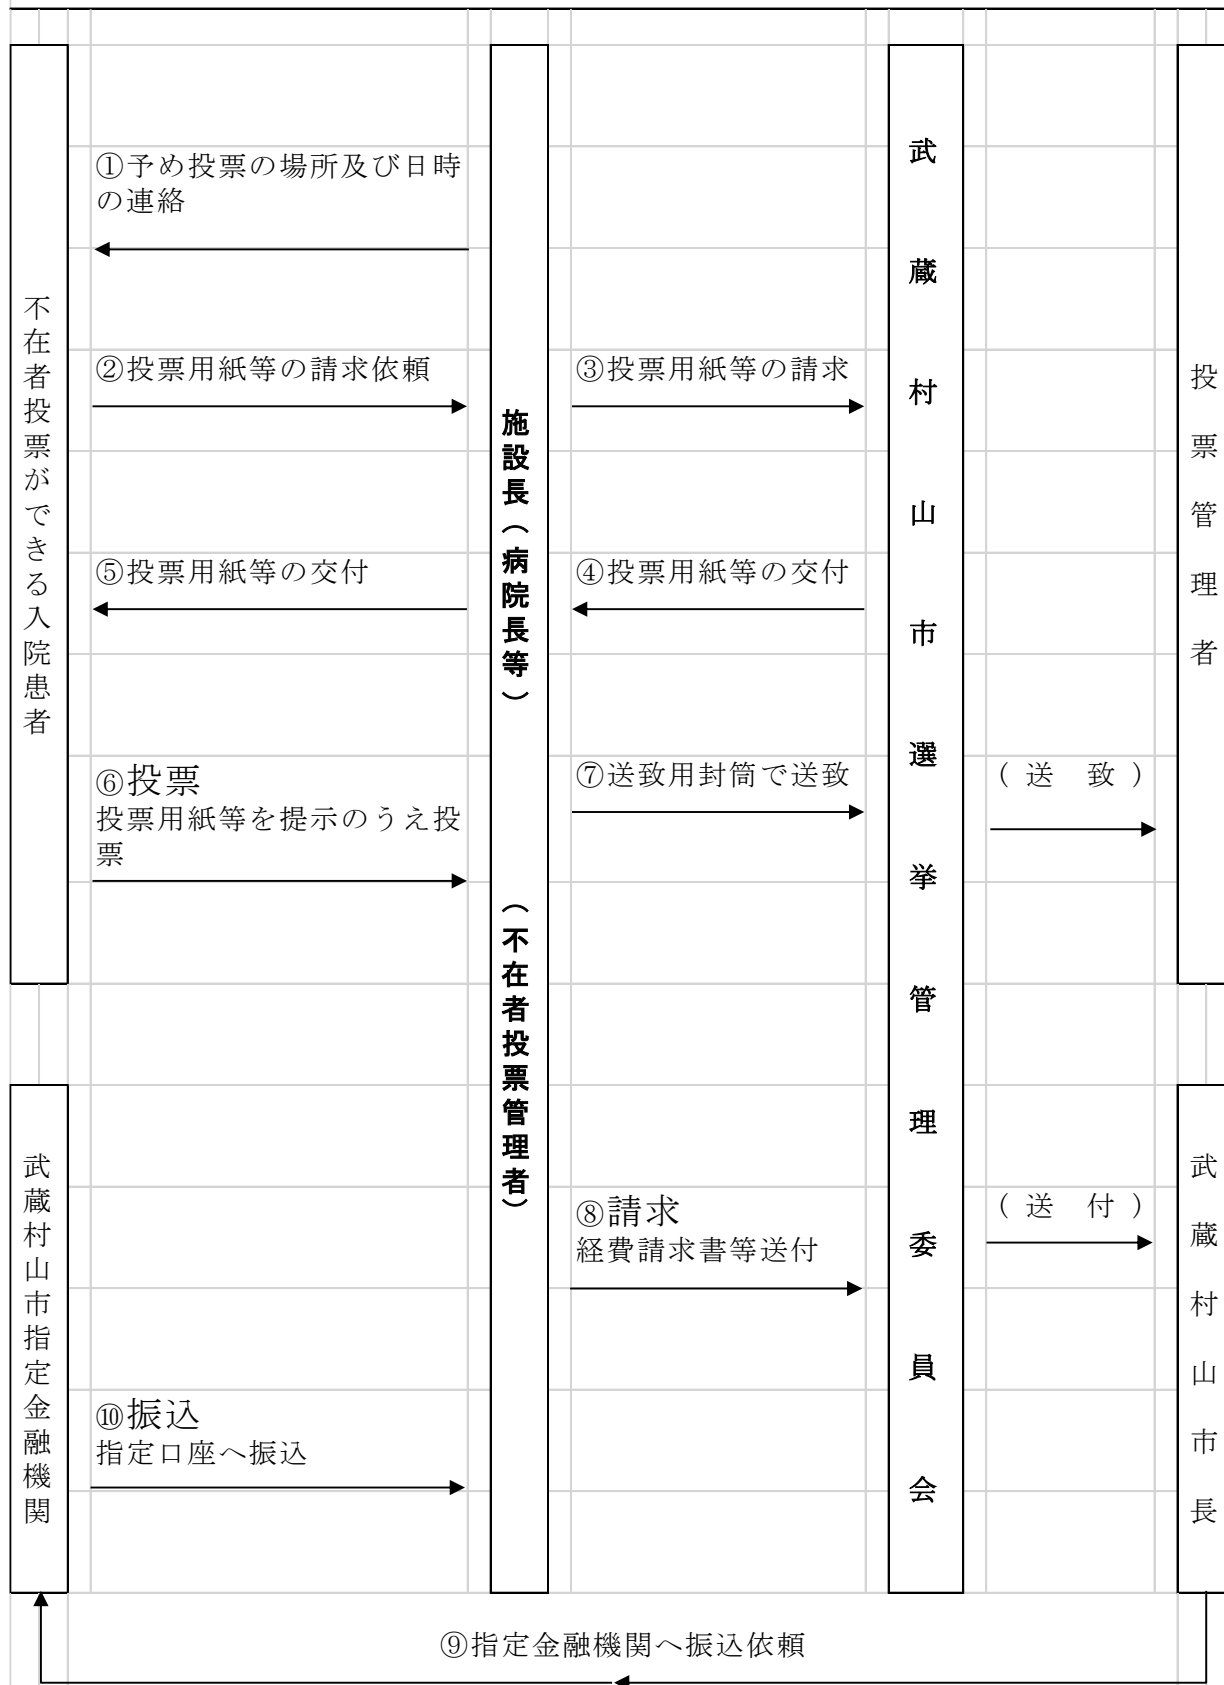 不在者投票ができる入院患者
①予め投票の場所及び日時
の連絡
②投票用紙等の請求依頼
⑤投票用紙等の交付
⑥投票
投票用紙等を提示のうえ投
票
施設長（病院長等）
（不在者投票管理者）
③投票用紙等の請求
④投票用紙等の交付
⑦送致用封筒で送致
武蔵村山市選挙管理委員会
（送 致）
投票管理者
武蔵村山市指定金融機関
⑩振込
指定口座へ振込
⑧請求
経費請求書等送付
（送 付）
武蔵村山市長
⑨指定金融機関へ振込依頼